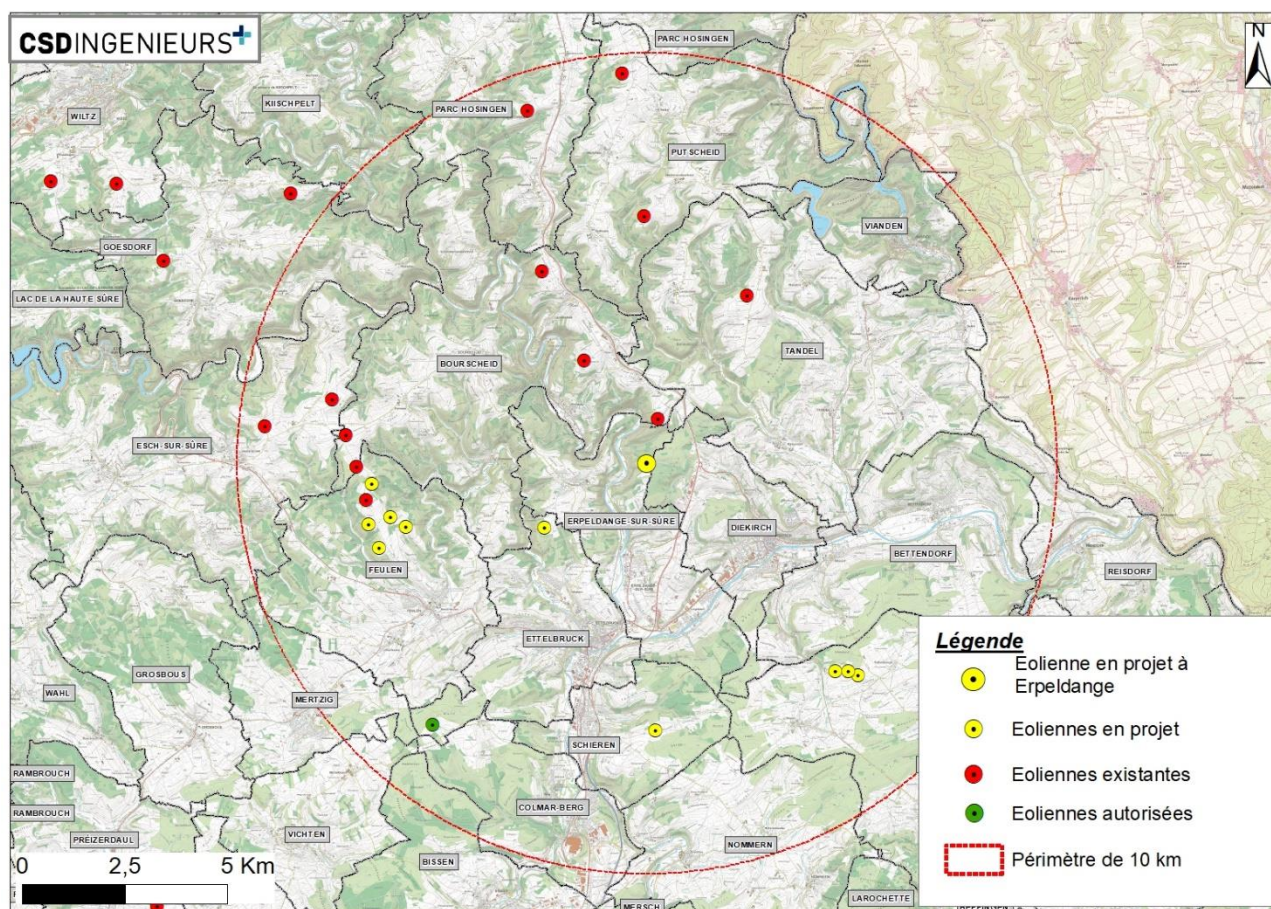 CSDINGENIEURS+
N
PARC HOSINGEN
KIISCHPELT
PARC HOSINGEN
WILTZ
PUTSCHEID
VIANDEN
GOESDORF
LAC DE LA HAUTE SÛRE
TANDEL
BOURSCHEID
ESCH-SUR-SÛRE
ERPELDANGE-SUR-SÛRE
DIEKIRCH
BETTENDORF
REISDORF
FEULEN
ETTELBRUCK
GROSBOUS
WAHL
MERTZIG
SCHIEREN
RAMBROUCH
COLMAR-BERG
RAMBROUCH
VICHTEN
PRÉIZERDAUL
NOMMERN
BISSEN
LAROCHETTE
MERSCH
0 2,5 5 Km
Légende
Eolienne en projet à
Erpeldange
Eoliennes en projet
Eoliennes existantes
Eoliennes autorisées
Périmètre de 10 km